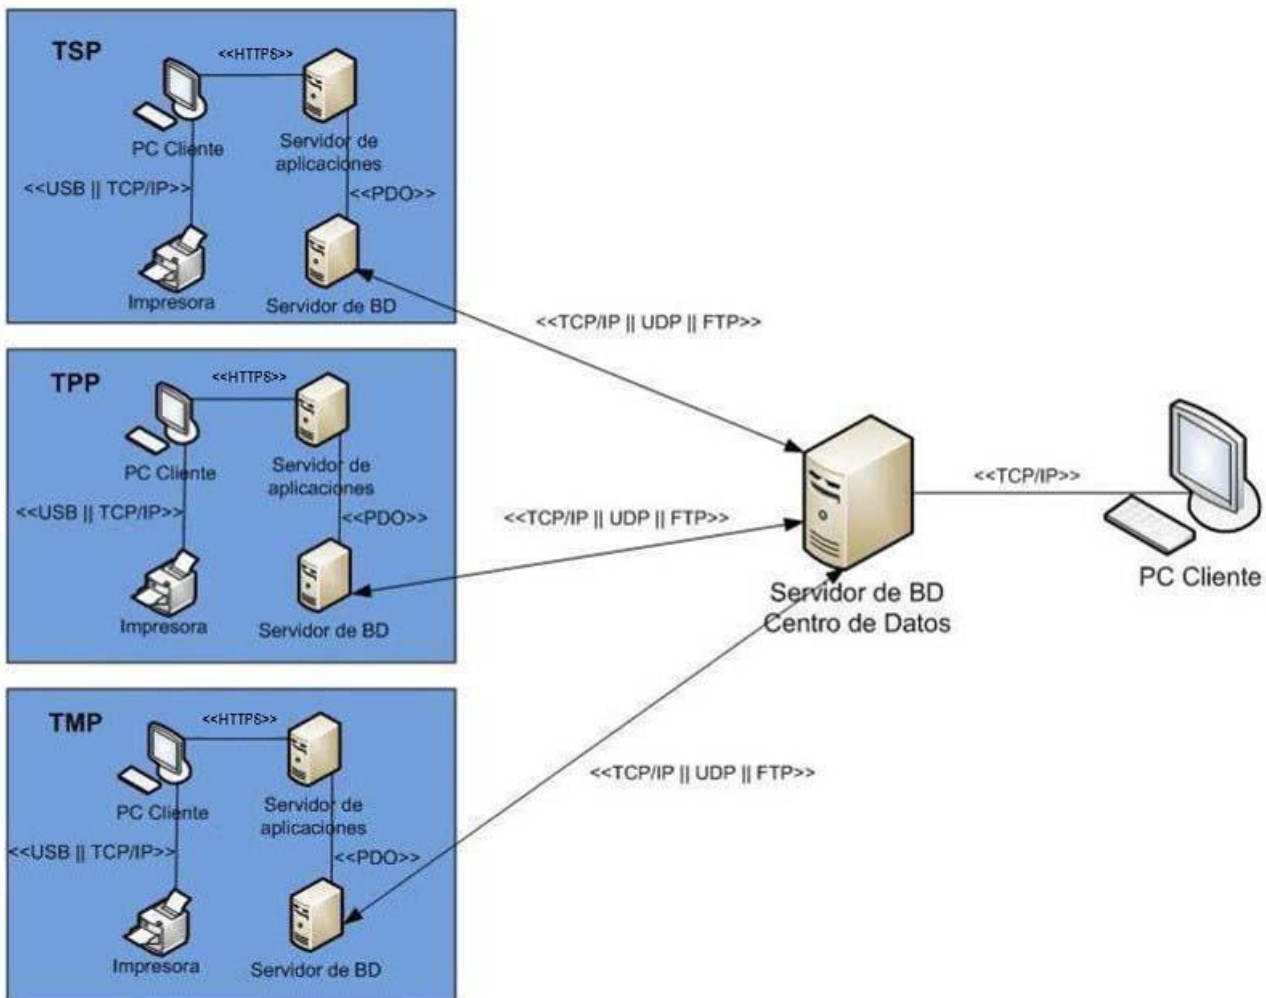 TSP
<<HTTPS>>
PC Cliente
Servidor de
aplicaciones
<<USB || TCP/IP>>
<<PDO>>
Impresora
Servidor de BD
<<TCP/IP || UDP || FTP>>
TPP
<<HTTPS>>
PC Cliente
Servidor de
aplicaciones
<<USB || TCP/IP>>
<<PDO>>
Impresora
Servidor de BD
<<TCP/IP || UDP || FTP>>
<<TCP/IP>>
Servidor de BD
Centro de Datos
PC Cliente
TMP
<<HTTPS>>
PC Cliente
Servidor de
aplicaciones
<<USB || TCP/IP>>
<<PDO>>
Impresora
Servidor de BD
<<TCP/IP || UDP || FTP>>